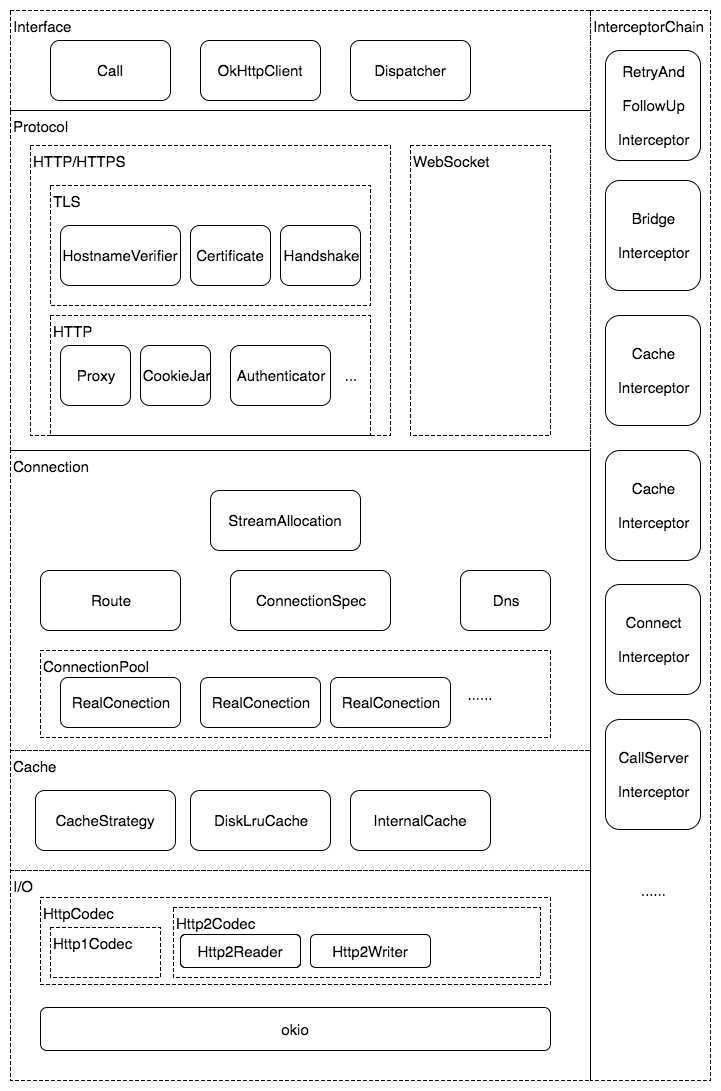 Interface
Call
OkHttpClient
Dispatcher
Protocol
HTTP/HTTPS
TLS
HostnameVerifier
Certificate
Handshake
HTTP
Proxy
CookieJar
Authenticator
...
WebSocket
Connection
StreamAllocation
Route
ConnectionSpec
Dns
ConnectionPool
RealConection
RealConection
RealConection
......
Cache
CacheStrategy
DiskLruCache
InternalCache
I/O
HttpCodec
Http1Codec
Http2Codec
Http2Reader
Http2Writer
okio
InterceptorChain
RetryAnd
FollowUp
Interceptor
Bridge
Interceptor
Cache
Interceptor
Cache
Interceptor
Connect
Interceptor
CallServer
Interceptor
......